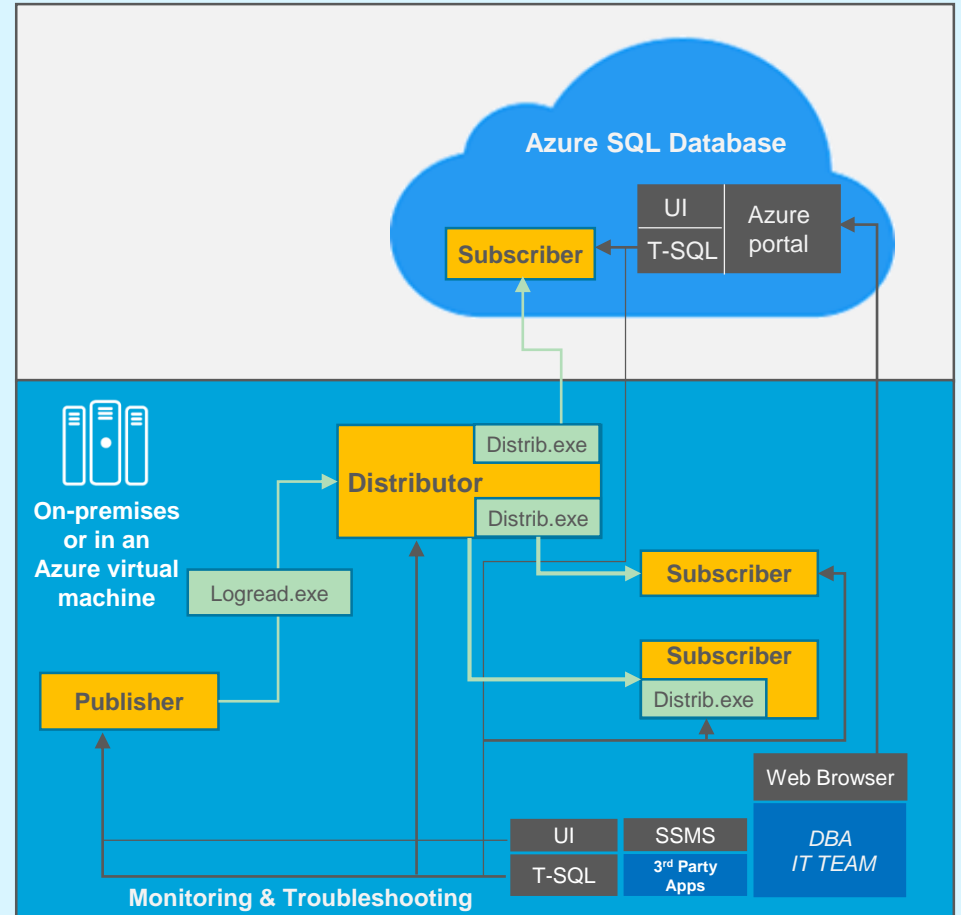 Azure SQL Database
UI
T-SQL
Azure
portal
Subscriber
On-premises
or in an
Azure virtual
machine
Distrib.exe
Distributor
Distrib.exe
Logread.exe
Subscriber
Subscriber
Distrib.exe
Publisher
Web Browser
UI
SSMS
DBA
IT TEAM
T-SQL
3rd Party
Apps
Monitoring & Troubleshooting